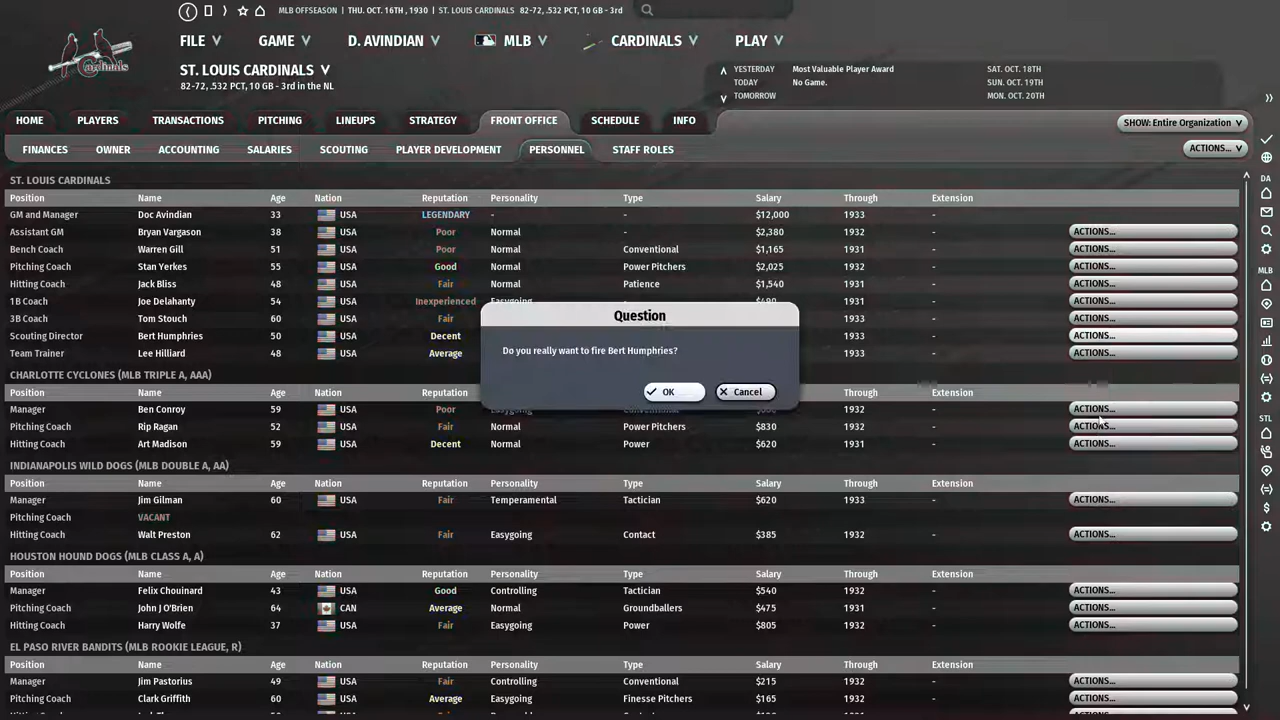 MLB OFFSEASON | THU. OCT. 16TH , 1930 | ST. LOUIS CARDINALS 82-72, .532 PCT, 10 GB - 3rd
FILE GAME D. AVINDIAN MLB CARDINALS PLAY
Cardinals
ST. LOUIS CARDINALS
82-72, .532 PCT, 10 GB - 3rd in the NL
YESTERDAY Most Valuable Player Award SAT. OCT. 18TH
TODAY No Game. SUN. OCT. 19TH
TOMORROW MON. OCT. 20TH
HOME PLAYERS TRANSACTIONS PITCHING LINEUPS STRATEGY FRONT OFFICE SCHEDULE INFO SHOW: Entire Organization
FINANCES OWNER ACCOUNTING SALARIES SCOUTING PLAYER DEVELOPMENT PERSONNEL STAFF ROLES ACTIONS...
ST. LOUIS CARDINALS
Position Name Age Nation Reputation Personality Type Salary Through Extension
GM and Manager Doc Avindian 33 USA LEGENDARY - - $12,000 1933 -
Assistant GM Bryan Vargason 38 USA Poor Normal - $2,380 1932 - ACTIONS...
Bench Coach Warren Gill 51 USA Poor Normal Conventional $1,165 1931 - ACTIONS...
Pitching Coach Stan Yerkes 55 USA Good Normal Power Pitchers $2,025 1932 - ACTIONS...
Hitting Coach Jack Bliss 48 USA Fair Normal Patience $1,540 1931 - ACTIONS...
1B Coach Joe Delahanty 54 USA Inexperienced Easygoing - $490 1931 - ACTIONS...
3B Coach Tom Stouch 60 USA Fair 1933 - ACTIONS...
Scouting Director Bert Humphries 50 USA Decent 1933 - ACTIONS...
Team Trainer Lee Hilliard 48 USA Average 1933 - ACTIONS...
Question
Do you really want to fire Bert Humphries?
OK Cancel
CHARLOTTE CYCLONES (MLB TRIPLE A, AAA)
Position Name Age Nation Reputation Through Extension
Manager Ben Conroy 59 USA Poor Easygoing Conventional 1932 - ACTIONS...
Pitching Coach Rip Ragan 52 USA Fair Normal Power Pitchers $830 1932 - ACTIONS...
Hitting Coach Art Madison 59 USA Decent Normal Power $620 1931 - ACTIONS...
INDIANAPOLIS WILD DOGS (MLB DOUBLE A, AA)
Position Name Age Nation Reputation Personality Type Salary Through Extension
Manager Jim Gilman 60 USA Fair Temperamental Tactician $620 1933 - ACTIONS...
Pitching Coach VACANT
Hitting Coach Walt Preston 62 USA Fair Easygoing Contact $385 1932 - ACTIONS...
HOUSTON HOUND DOGS (MLB CLASS A, A)
Position Name Age Nation Reputation Personality Type Salary Through Extension
Manager Felix Chouinard 43 USA Good Controlling Tactician $540 1932 - ACTIONS...
Pitching Coach John J O'Brien 64 CAN Average Normal Groundballers $475 1931 - ACTIONS...
Hitting Coach Harry Wolfe 37 USA Fair Easygoing Power $805 1932 - ACTIONS...
EL PASO RIVER BANDITS (MLB ROOKIE LEAGUE, R)
Position Name Age Nation Reputation Personality Type Salary Through Extension
Manager Jim Pastorius 49 USA Fair Controlling Conventional $215 1932 - ACTIONS...
Pitching Coach Clark Griffith 60 USA Average Easygoing Finesse Pitchers $165 1932 - ACTIONS...
DA
MLB
STL